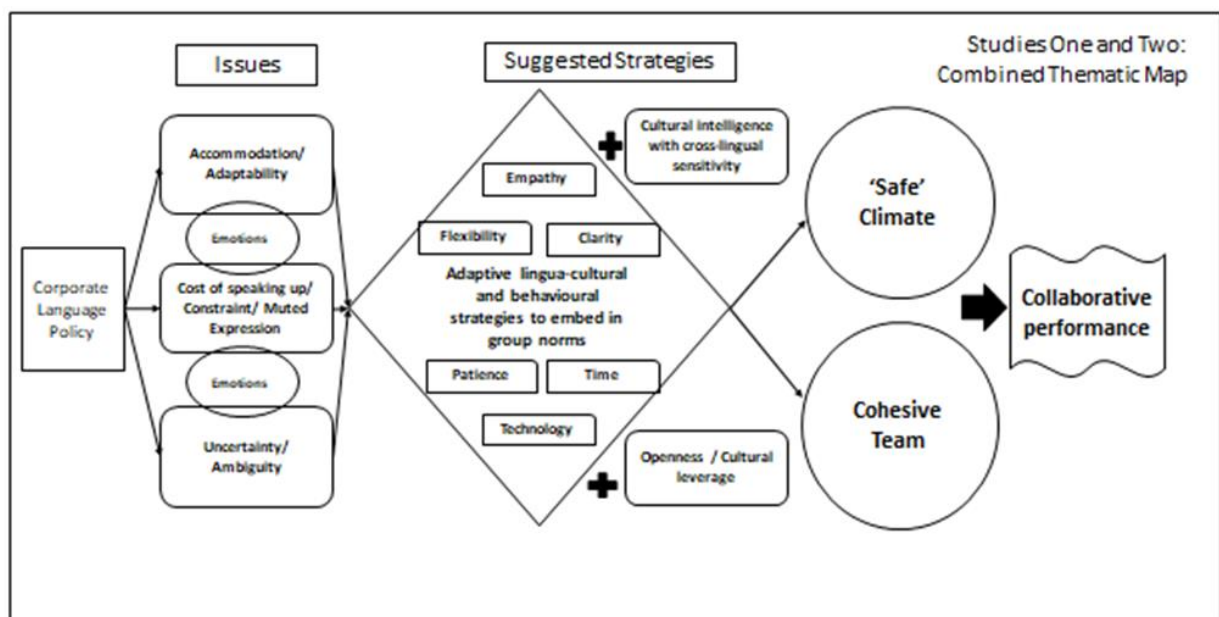 Studies One and Two:
Combined Thematic Map
Issues
Suggested Strategies
Corporate
Language
Policy
Accommodation/
Adaptability
Emotions
Cost of speaking up/
Constraint/ Muted
Expression
Emotions
Uncertainty/
Ambiguity
Cultural intelligence
with cross-lingual
sensitivity
Empathy
Flexibility
Clarity
Adaptive lingua-cultural
and behavioural
strategies to embed in
group norms
Patience
Time
Technology
Openness / Cultural
leverage
‘Safe’
Climate
Cohesive
Team
Collaborative
performance